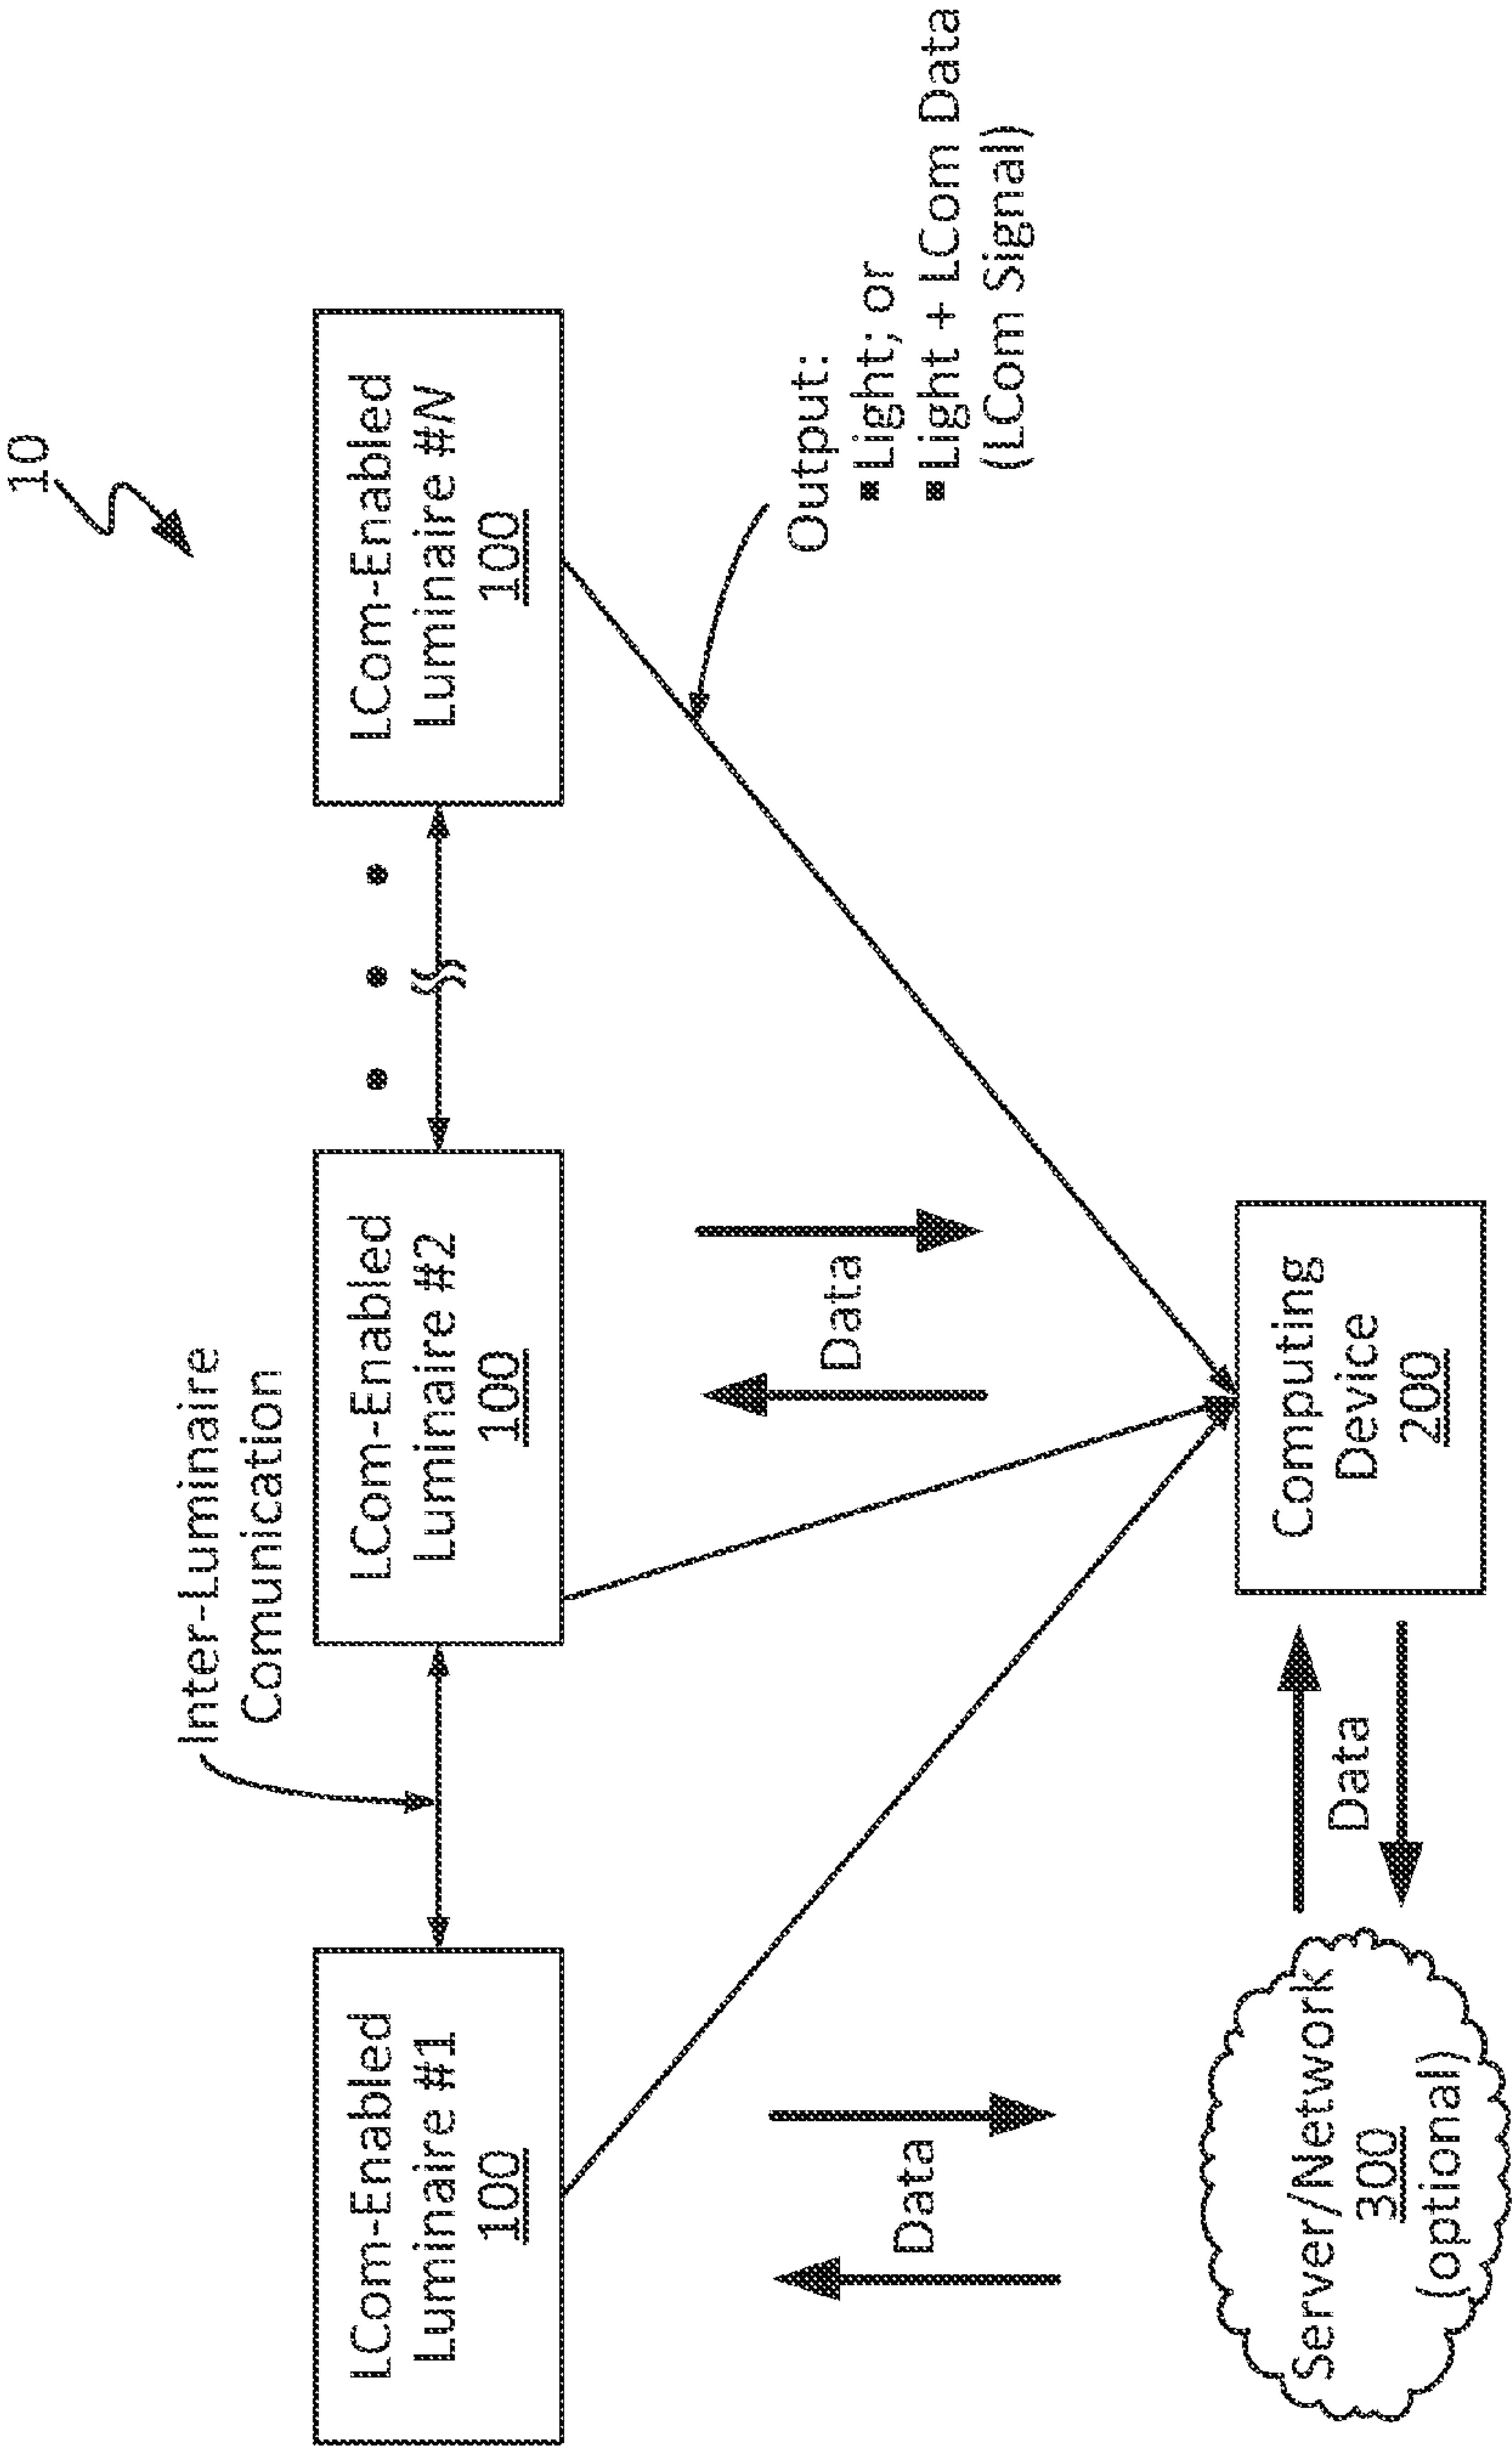 10
Inter-Luminaire
Comunication
LCom-Enabled
Luminaire #1
100
LCom-Enabled
Luminaire #2
100
LCom-Enabled
Luminaire #N
100
Output:
▪ Light; or
▪ Light + LCom Data
(LCom Signal)
Data
Data
Server/Network
300
(optional)
Data
Computing
Device
200